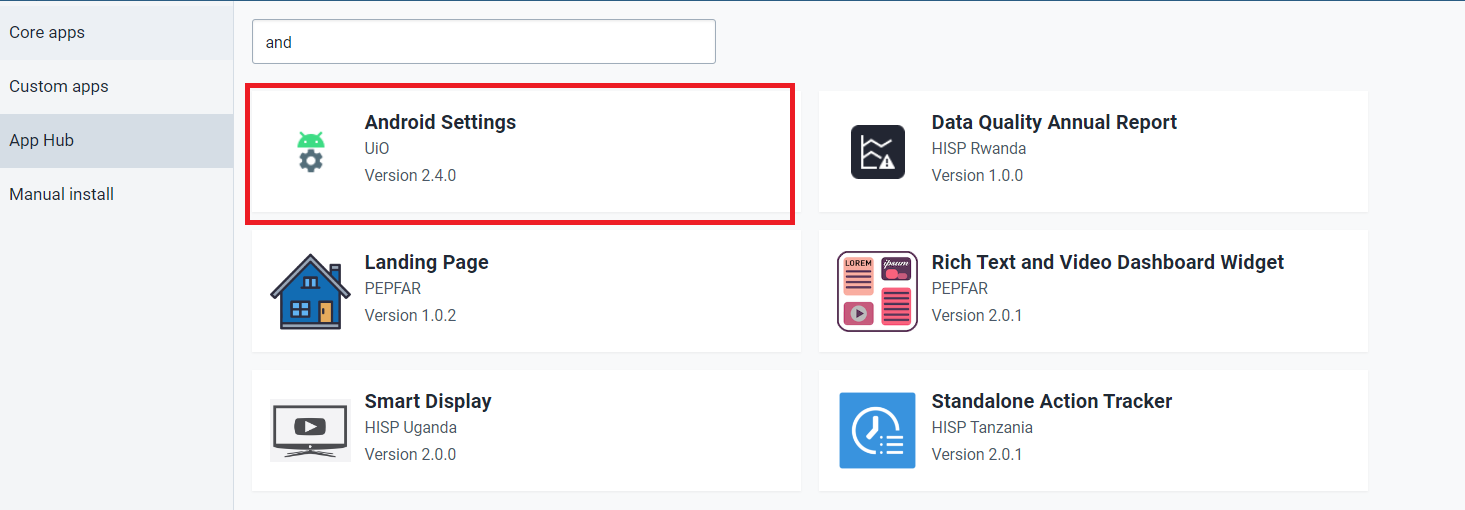 Core apps
Custom apps
App Hub
Manual install
and
Android Settings
UiO
Version 2.4.0
Data Quality Annual Report
HISP Rwanda
Version 1.0.0
Landing Page
PEPFAR
Version 1.0.2
LOREM
ipsum
Rich Text and Video Dashboard Widget
PEPFAR
Version 2.0.1
Smart Display
HISP Uganda
Version 2.0.0
Standalone Action Tracker
HISP Tanzania
Version 2.0.1